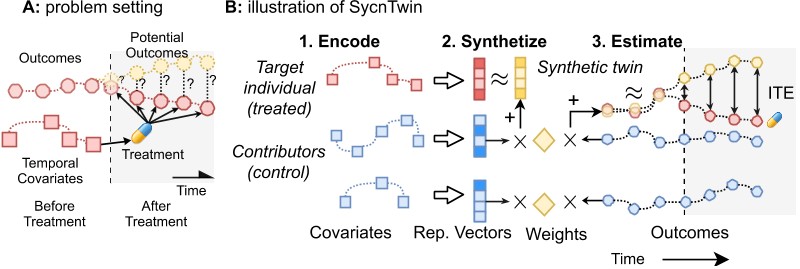 A: problem setting
Potential
Outcomes
Outcomes
? ? ? ? ?
Temporal
Covariates
Treatment
Time
Before
Treatment
After
Treatment
B: illustration of SycnTwin
1. Encode
2. Synthetize
3. Estimate
Target
individual
(treated)
≈
Synthetic twin
≈
ITE
+
+
Contributors
(control)
× ×
× ×
Covariates
Rep. Vectors
Weights
Outcomes
Time